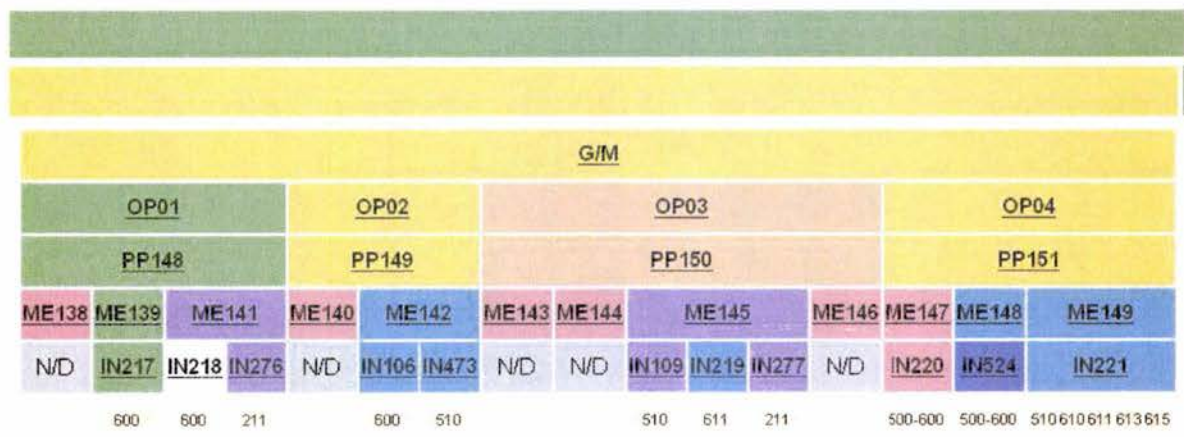 G/M
OP01 OP02 OP03 OP04
PP148 PP149 PP150 PP151
ME138 ME139 ME141 ME140 ME142 ME143 ME144 ME145 ME146 ME147 ME148 ME149
N/D IN217 IN218 IN276 N/D IN106 IN473 N/D N/D IN109 IN219 IN277 N/D IN220 IN524 IN221
600 600 211 600 510 510 611 211 500-600 500-600 510 610 611 613 615